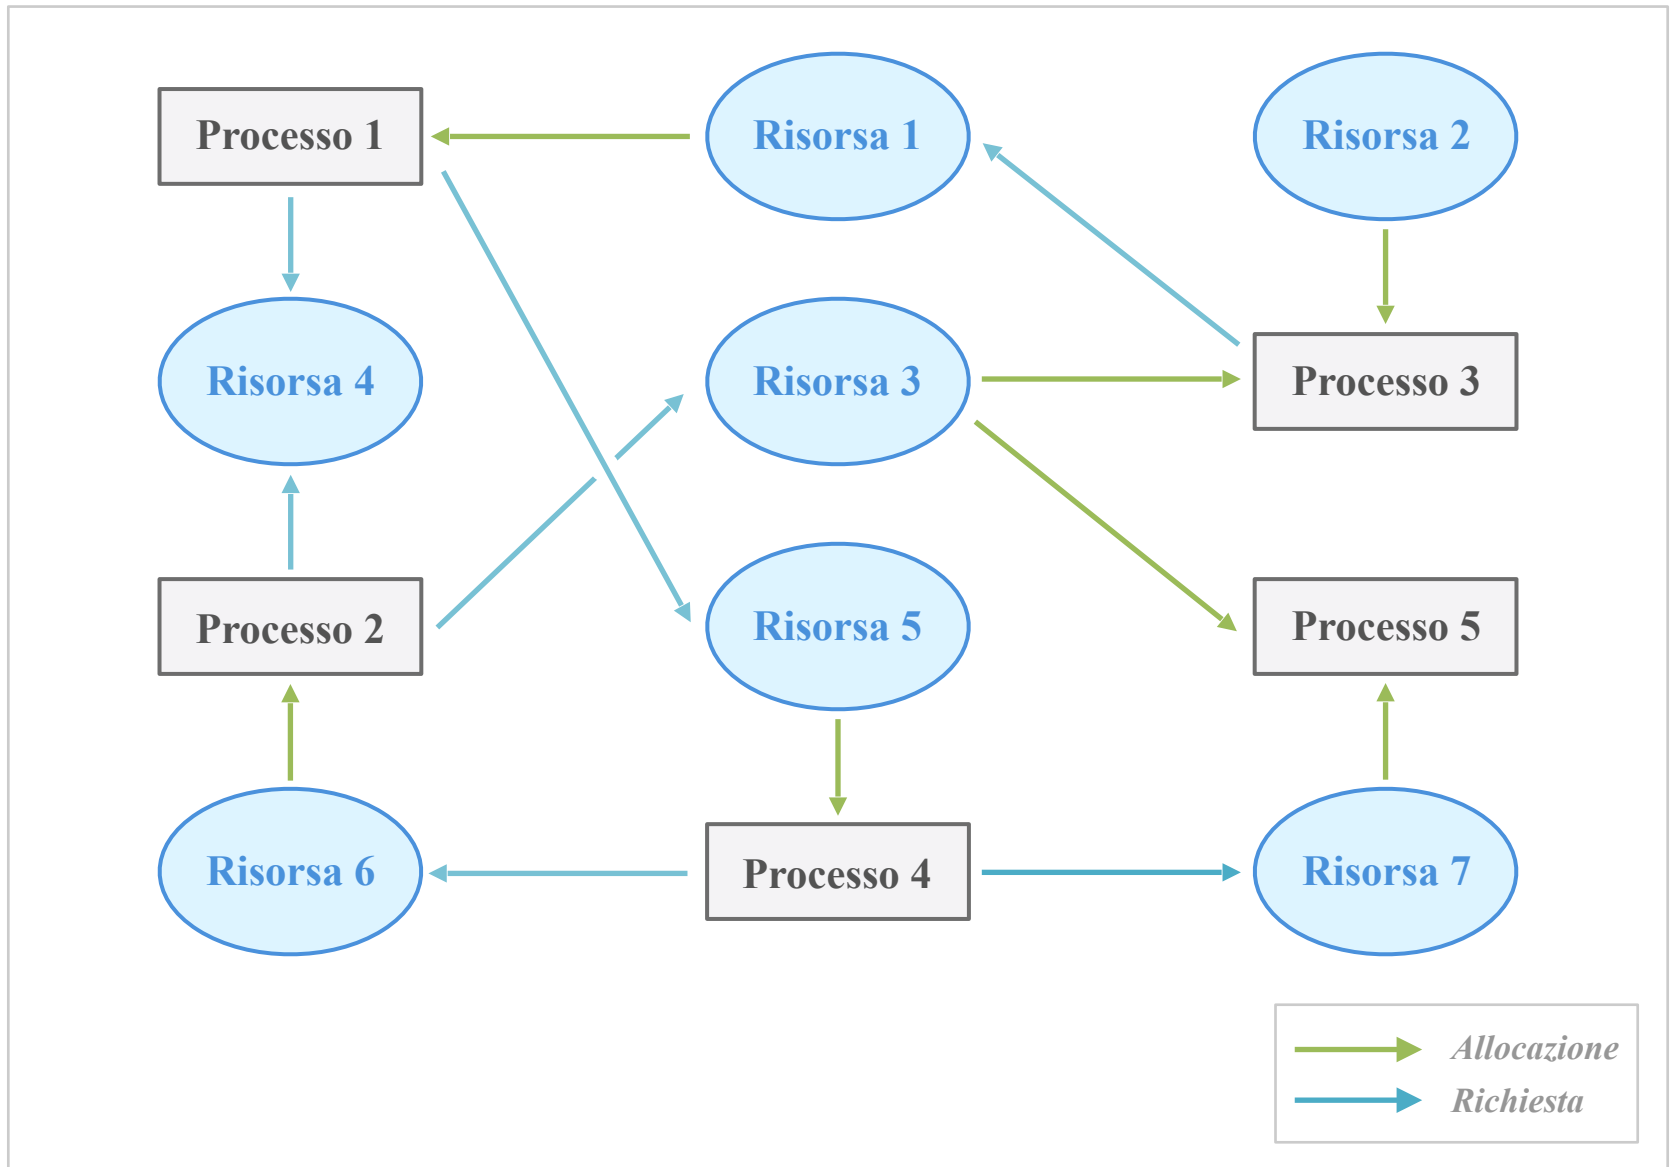 Processo 1
Risorsa 1
Risorsa 2
Risorsa 4
Risorsa 3
Processo 3
Processo 2
Risorsa 5
Processo 5
Risorsa 6
Processo 4
Risorsa 7
Allocazione
Richiesta